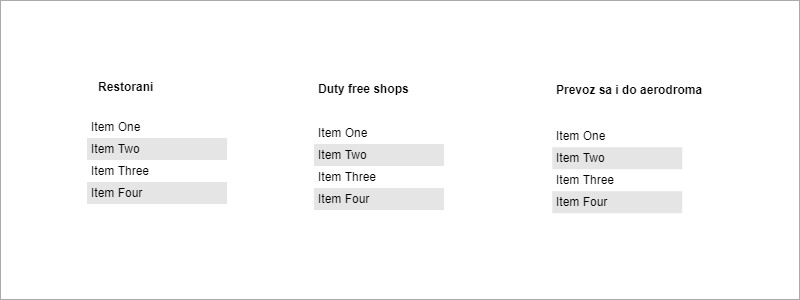 Restorani
Item One
Item Two
Item Three
Item Four
Duty free shops
Item One
Item Two
Item Three
Item Four
Prevoz sa i do aerodroma
Item One
Item Two
Item Three
Item Four